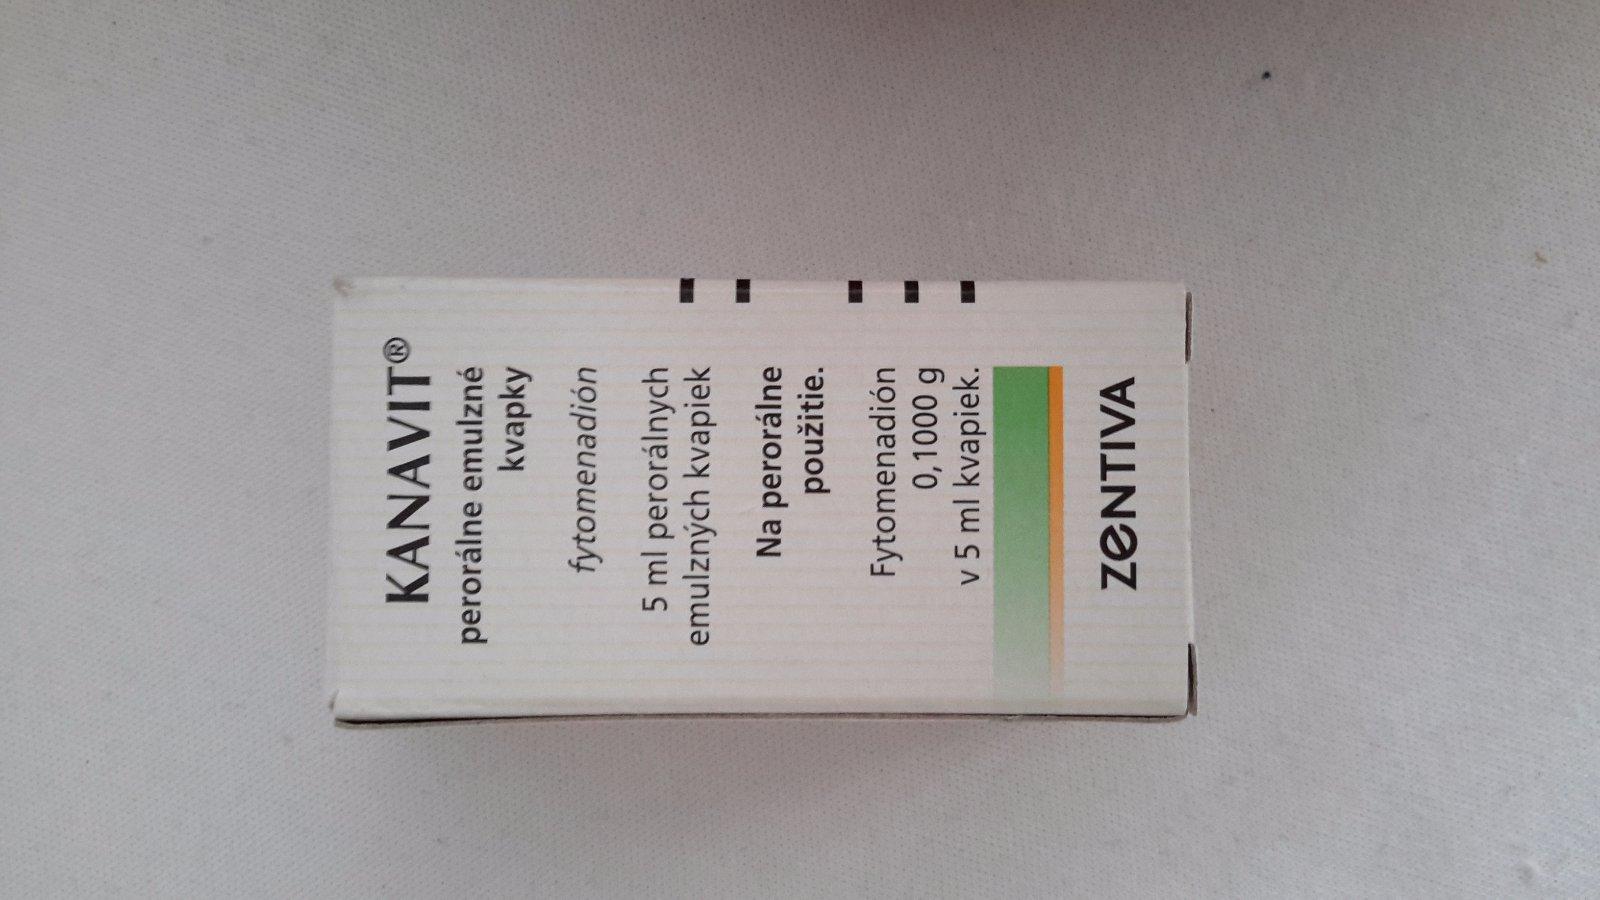 KANAVIT®
perorálne emulzné
kvapky
fytomenadión
5 ml perorálnych
emulzných kvapiek
Na perorálne
použitie.
Fytomenadión
0,1000 g
v 5 ml kvapiek.
ZENTIVA